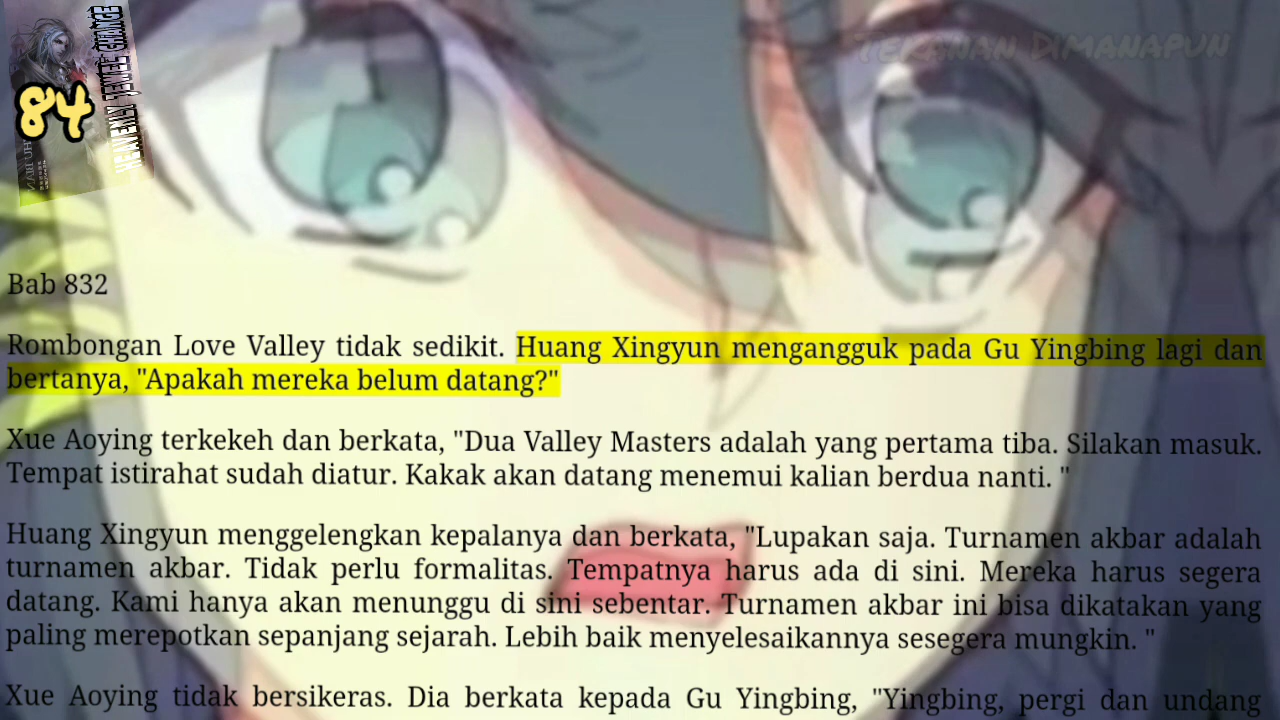 TEKANAN DIMANAPUN
HEAVENLY JEWEL CHANGE
84
Bab 832
Rombongan Love Valley tidak sedikit. Huang Xingyun mengangguk pada Gu Yingbing lagi dan
bertanya, "Apakah mereka belum datang?"
Xue Aoying terkekeh dan berkata, "Dua Valley Masters adalah yang pertama tiba. Silakan masuk.
Tempat istirahat sudah diatur. Kakak akan datang menemui kalian berdua nanti. "
Huang Xingyun menggelengkan kepalanya dan berkata, "Lupakan saja. Turnamen akbar adalah
turnamen akbar. Tidak perlu formalitas. Tempatnya harus ada di sini. Mereka harus segera
datang. Kami hanya akan menunggu di sini sebentar. Turnamen akbar ini bisa dikatakan yang
paling merepotkan sepanjang sejarah. Lebih baik menyelesaikannya sesegera mungkin. "
Xue Aoying tidak bersikeras. Dia berkata kepada Gu Yingbing, "Yingbing, pergi dan undang